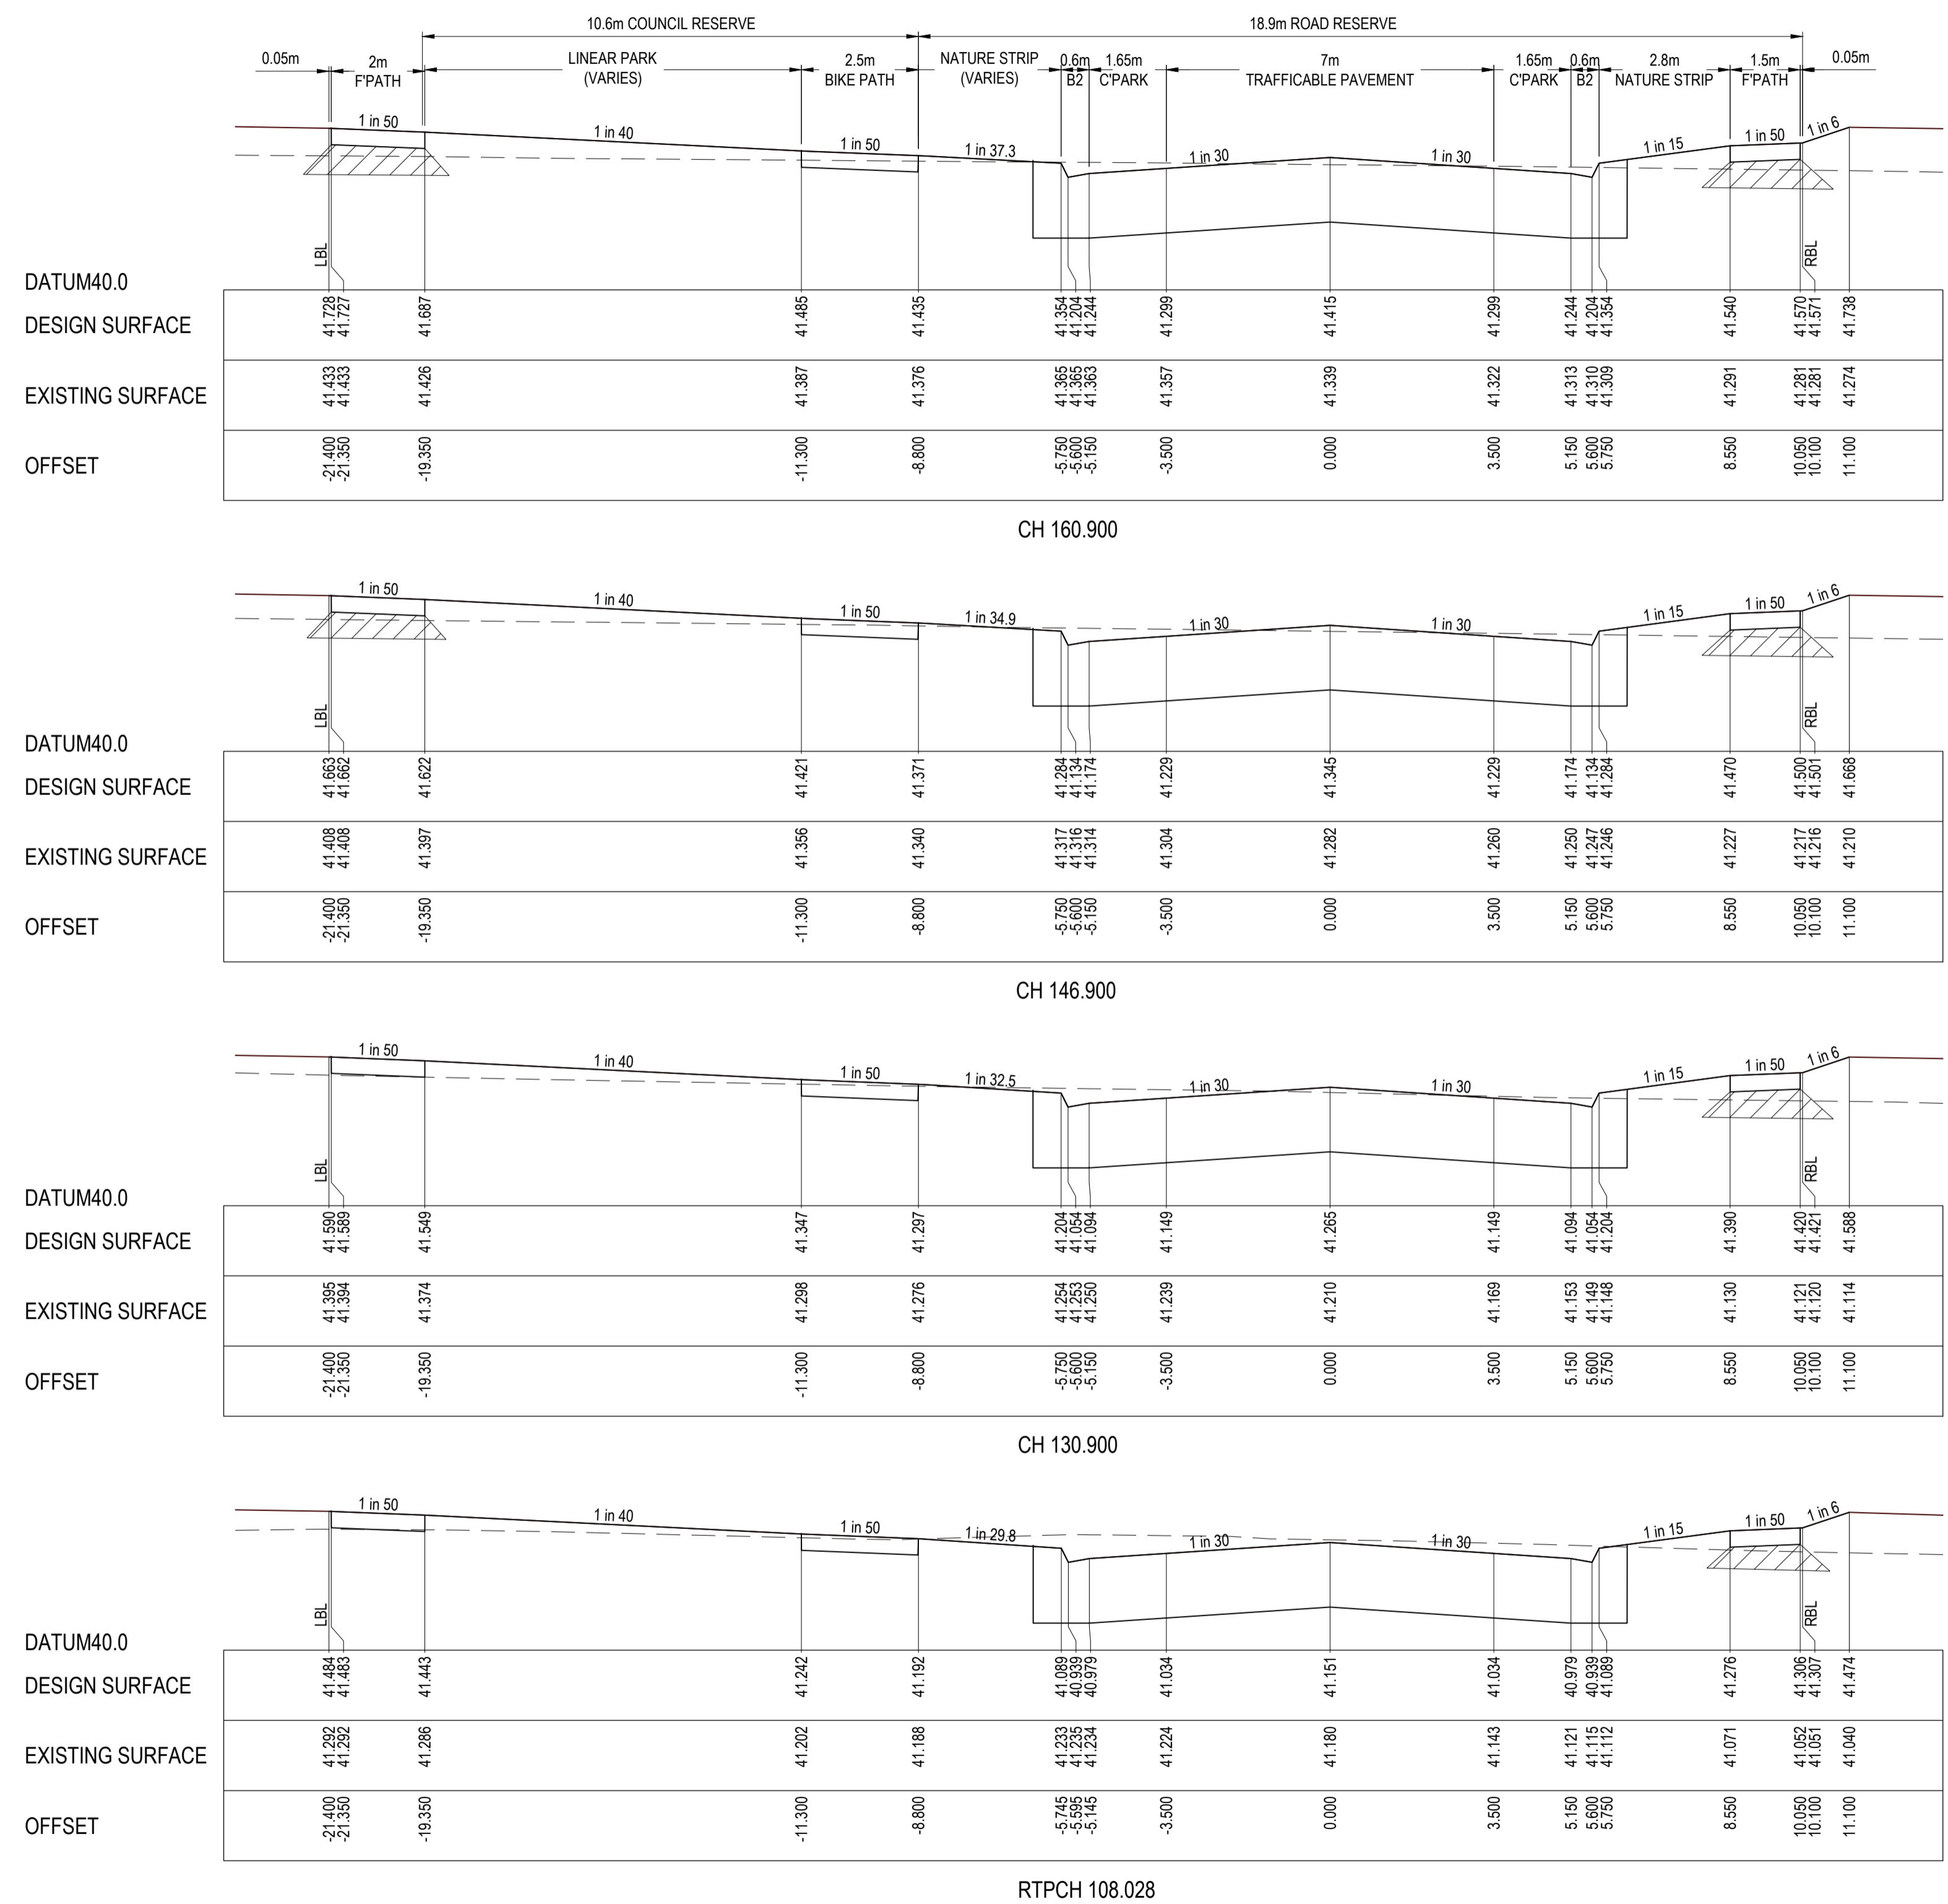 10.6m COUNCIL RESERVE 18.9m ROAD RESERVE
0.05m 2m F'PATH LINEAR PARK (VARIES) 2.5m BIKE PATH NATURE STRIP (VARIES) 0.6m B2 1.65m C'PARK 7m TRAFFICABLE PAVEMENT 1.65m C'PARK 0.6m B2 2.8m NATURE STRIP 1.5m F'PATH 0.05m
1 in 50 1 in 40 1 in 50 1 in 37.3 1 in 30 1 in 30 1 in 15 1 in 50 1 in 6
LBL RBL
DATUM40.0
DESIGN SURFACE 41.728 41.727 41.687 41.485 41.435 41.354 41.204 41.244 41.299 41.415 41.299 41.244 41.204 41.354 41.540 41.570 41.571 41.738
EXISTING SURFACE 41.433 41.433 41.426 41.387 41.376 41.365 41.365 41.363 41.357 41.339 41.322 41.313 41.310 41.309 41.291 41.281 41.281 41.274
OFFSET -21.400 -21.350 -19.350 -11.300 -8.800 -5.750 -5.600 -5.150 -3.500 0.000 3.500 5.150 5.600 5.750 8.550 10.050 10.100 11.100
CH 160.900
1 in 50 1 in 40 1 in 50 1 in 34.9 1 in 30 1 in 30 1 in 15 1 in 50 1 in 6
LBL RBL
DATUM40.0
DESIGN SURFACE 41.663 41.662 41.622 41.421 41.371 41.284 41.134 41.174 41.229 41.345 41.229 41.174 41.134 41.284 41.470 41.500 41.501 41.668
EXISTING SURFACE 41.408 41.408 41.397 41.356 41.340 41.317 41.316 41.314 41.304 41.282 41.260 41.250 41.247 41.246 41.227 41.217 41.216 41.210
OFFSET -21.400 -21.350 -19.350 -11.300 -8.800 -5.750 -5.600 -5.150 -3.500 0.000 3.500 5.150 5.600 5.750 8.550 10.050 10.100 11.100
CH 146.900
1 in 50 1 in 40 1 in 50 1 in 32.5 1 in 30 1 in 30 1 in 15 1 in 50 1 in 6
LBL RBL
DATUM40.0
DESIGN SURFACE 41.590 41.589 41.549 41.347 41.297 41.204 41.054 41.094 41.149 41.265 41.149 41.094 41.054 41.204 41.390 41.420 41.421 41.588
EXISTING SURFACE 41.395 41.394 41.374 41.298 41.276 41.254 41.253 41.250 41.239 41.210 41.169 41.153 41.149 41.148 41.130 41.121 41.120 41.114
OFFSET -21.400 -21.350 -19.350 -11.300 -8.800 -5.750 -5.600 -5.150 -3.500 0.000 3.500 5.150 5.600 5.750 8.550 10.050 10.100 11.100
CH 130.900
1 in 50 1 in 40 1 in 50 1 in 29.8 1 in 30 1 in 30 1 in 15 1 in 50 1 in 6
LBL RBL
DATUM40.0
DESIGN SURFACE 41.484 41.483 41.443 41.242 41.192 41.089 40.939 40.979 41.034 41.151 41.034 40.979 40.939 41.089 41.276 41.306 41.307 41.474
EXISTING SURFACE 41.292 41.292 41.286 41.202 41.188 41.233 41.235 41.234 41.224 41.180 41.143 41.121 41.115 41.112 41.071 41.052 41.051 41.040
OFFSET -21.400 -21.350 -19.350 -11.300 -8.800 -5.745 -5.595 -5.145 -3.500 0.000 3.500 5.150 5.600 5.750 8.550 10.050 10.100 11.100
RTPCH 108.028